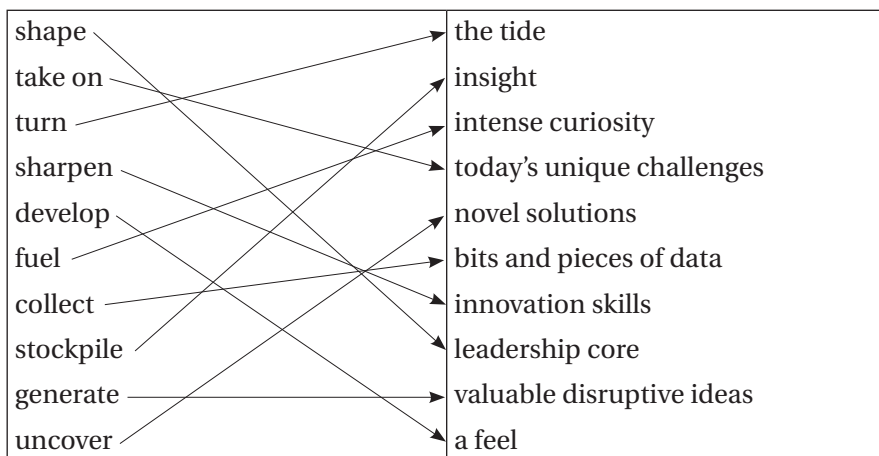 shape the tide
take on insight
turn intense curiosity
sharpen today's unique challenges
develop novel solutions
fuel bits and pieces of data
collect innovation skills
stockpile leadership core
generate valuable disruptive ideas
uncover a feel